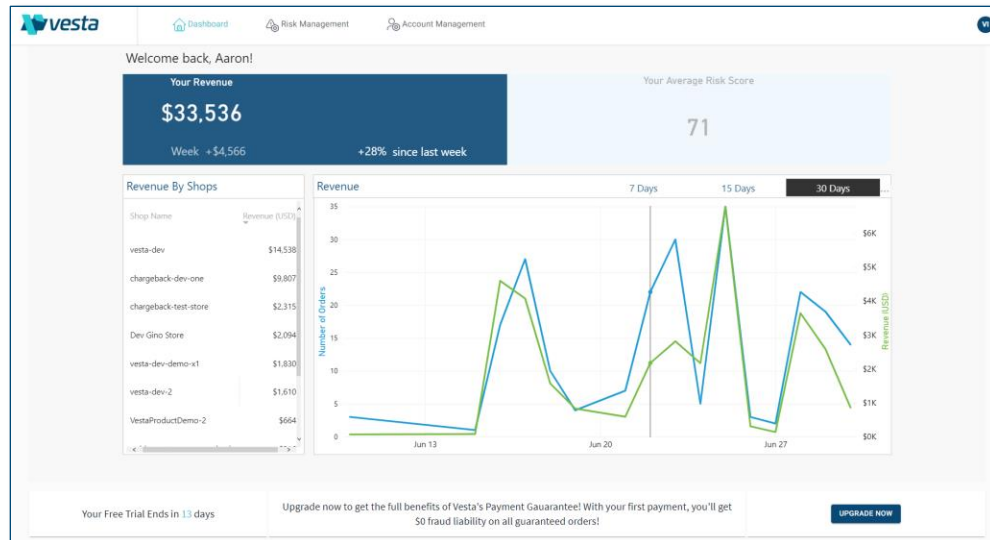 vesta
Dashboard
Risk Management
Account Management
VI
Welcome back, Aaron!
Your Revenue
$33,536
Week +$4,566
+28% since last week
Your Average Risk Score
71
Revenue By Shops
Shop Name Revenue (USD)
vesta-dev $14,538
chargeback-dev-one $9,807
chargeback-test-store $2,315
Dev Gino Store $2,094
vesta-dev-demo-x1 $1,830
vesta-dev-2 $1,610
VestaProductDemo-2 $664
Revenue
7 Days
15 Days
30 Days
...
Number of Orders
35
30
25
20
15
10
5
0
Jun 13
Jun 20
Jun 27
$6K
$5K
$4K
$3K
$2K
$1K
$0K
Revenue (USD)
Your Free Trial Ends in 13 days
Upgrade now to get the full benefits of Vesta's Payment Gauarantee! With your first payment, you'll get
$0 fraud liability on all guaranteed orders!
UPGRADE NOW